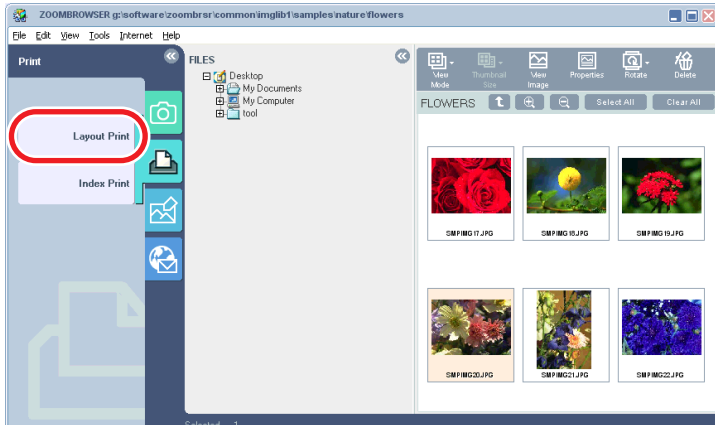 ZOOMBROWSER g:\software\zoombrsr\common\imglib1\samples\nature\flowers
File Edit View Tools Internet Help
Print
Layout Print
Index Print
FILES
Desktop
My Documents
My Computer
tool
View Mode
Thumbnail Size
View Image
Properties
Rotate
Delete
FLOWERS
Select All
Clear All
SMPIMG17.JPG
SMPIMG18.JPG
SMPIMG19.JPG
SMPIMG20.JPG
SMPIMG21.JPG
SMPIMG22.JPG
Selected 1